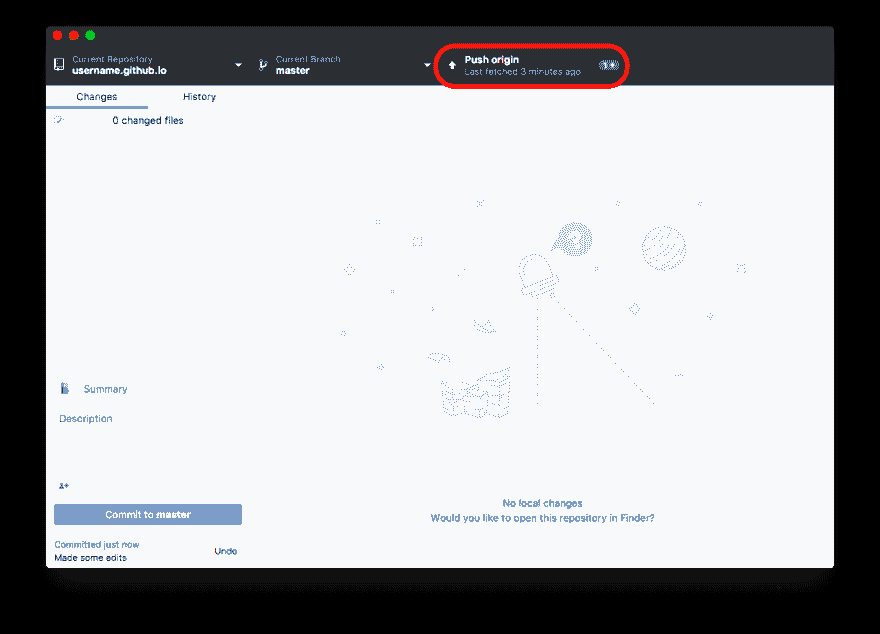 Current Repository
username.github.io
Current Branch
master
Push origin
Last fetched 3 minutes ago
Changes
History
0 changed files
Summary
Description
Commit to master
Committed just now
Made some edits
Undo
No local changes
Would you like to open this repository in Finder?